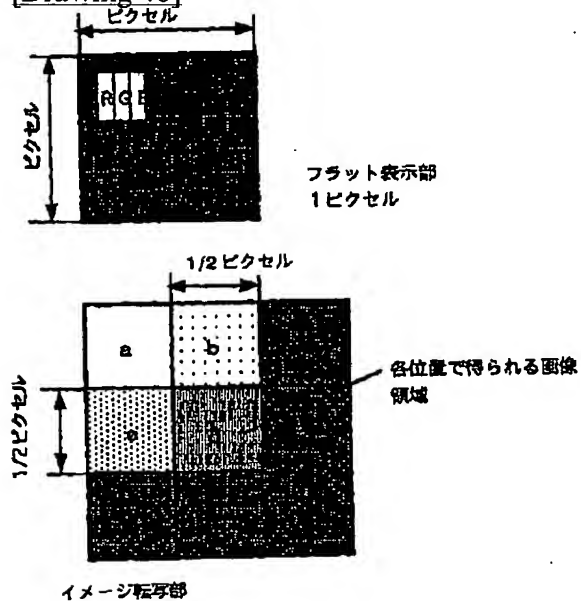 ピクセル
ピクセル
R G
フラット表示部
1ピクセル
1/2ピクセル
a b
1/2ピクセル
各位置で得られる画像
領域
イメージ転写部